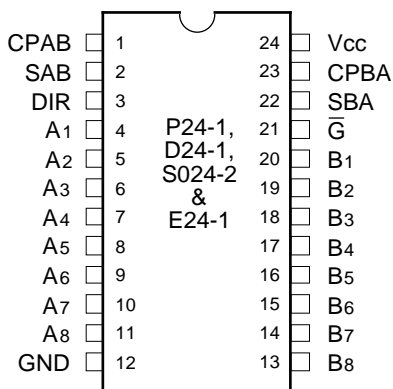 CPAB 1 24 Vcc
SAB 2 23 CPBA
DIR 3 22 SBA
A1 4 21 G̅
A2 5 20 B1
A3 6 19 B2
A4 7 18 B3
A5 8 17 B4
A6 9 16 B5
A7 10 15 B6
A8 11 14 B7
GND 12 13 B8
P24-1,
D24-1,
S024-2
&
E24-1